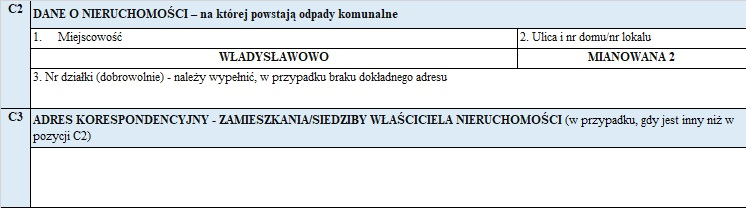 C2 DANE O NIERUCHOMOŚCI – na której powstają odpady komunalne
1. Miejscowość 2. Ulica i nr domu/nr lokalu
WŁADYSŁAWOWO MIANOWANA 2
3. Nr działki (dobrowolnie) - należy wypełnić, w przypadku braku dokładnego adresu
C3 ADRES KORESPONDENCYJNY - ZAMIESZKANIA/SIEDZIBY WŁAŚCICIELA NIERUCHOMOŚCI (w przypadku, gdy jest inny niż w
pozycji C2)